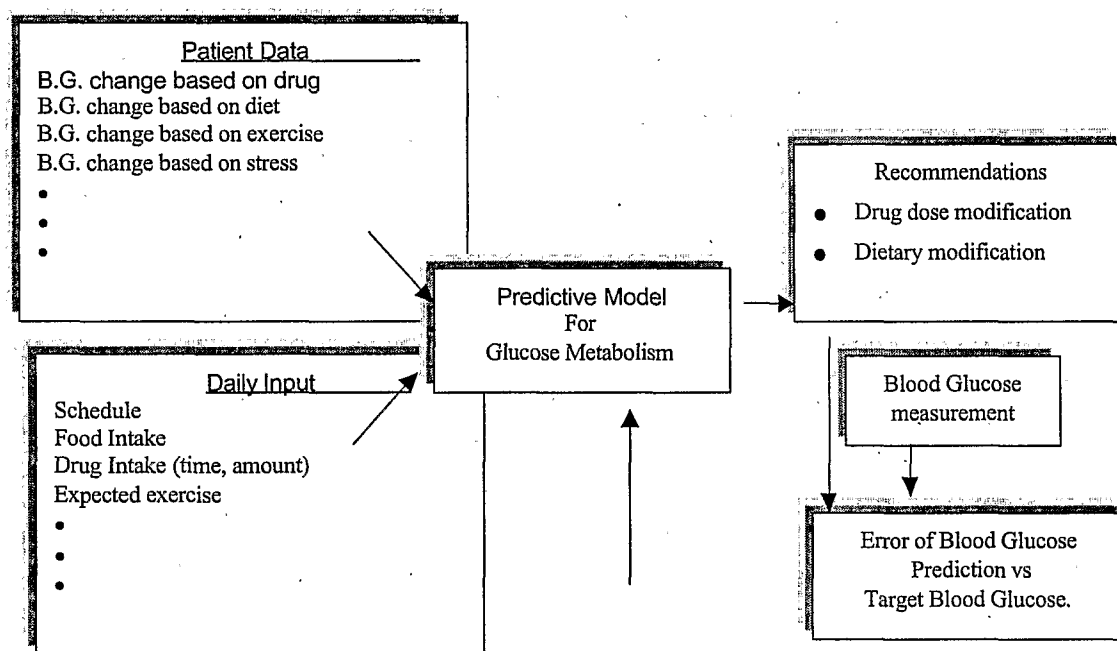 Patient Data
B.G. change based on drug
B.G. change based on diet
B.G. change based on exercise
B.G. change based on stress
•
•
•
Daily Input
Schedule
Food Intake
Drug Intake (time, amount)
Expected exercise
•
•
•
Predictive Model
For
Glucose Metabolism
Recommendations
● Drug dose modification
● Dietary modification
Blood Glucose
measurement
Error of Blood Glucose
Prediction vs
Target Blood Glucose.